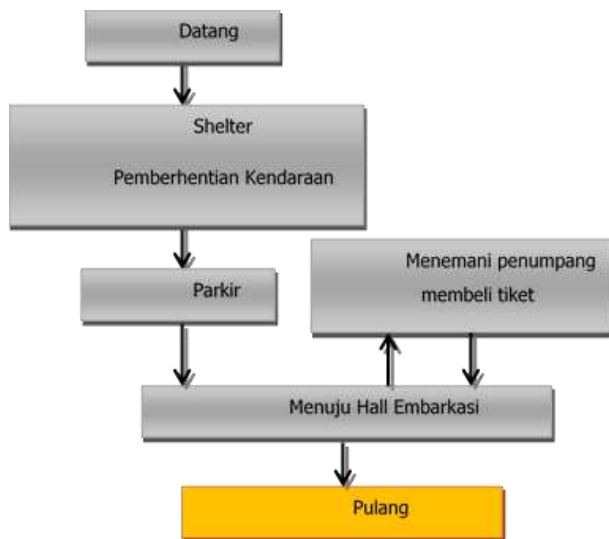 Datang
Shelter
Pemberhentian Kendaraan
Parkir
Menemani penumpang
membeli tiket
Menuju Hall Embarkasi
Pulang